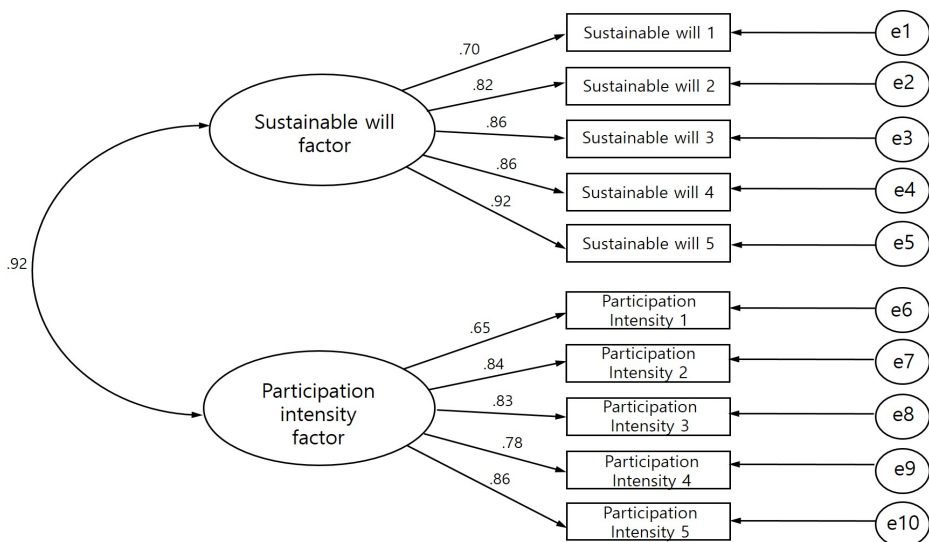 Sustainable will
factor
.70
.82
.86
.86
.92
Sustainable will 1
Sustainable will 2
Sustainable will 3
Sustainable will 4
Sustainable will 5
e1
e2
e3
e4
e5
.92
Participation
intensity
factor
.65
.84
.83
.78
.86
Participation
Intensity 1
Participation
Intensity 2
Participation
Intensity 3
Participation
Intensity 4
Participation
Intensity 5
e6
e7
e8
e9
e10